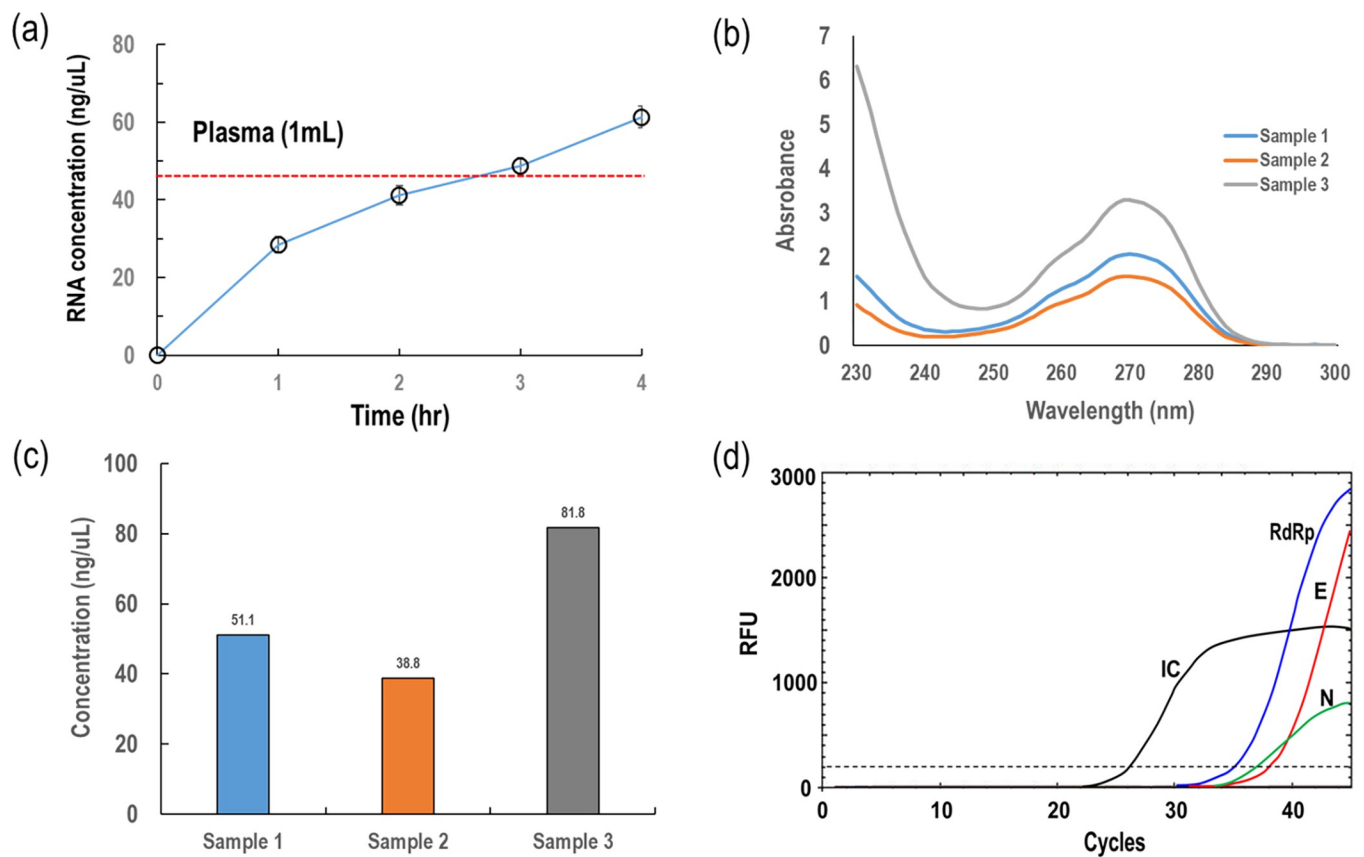 (a)
80
60
40
20
0
RNA concentration (ng/uL)
Plasma (1mL)
0 1 2 3 4
Time (hr)
(b)
7
6
5
4
3
2
1
0
Absrobance
Sample 1
Sample 2
Sample 3
230 240 250 260 270 280 290 300
Wavelength (nm)
(c)
100
80
60
40
20
0
Concentration (ng/uL)
51.1
38.8
81.8
Sample 1 Sample 2 Sample 3
(d)
3000
2000
1000
0
RFU
RdRp
E
IC
N
0 10 20 30 40
Cycles